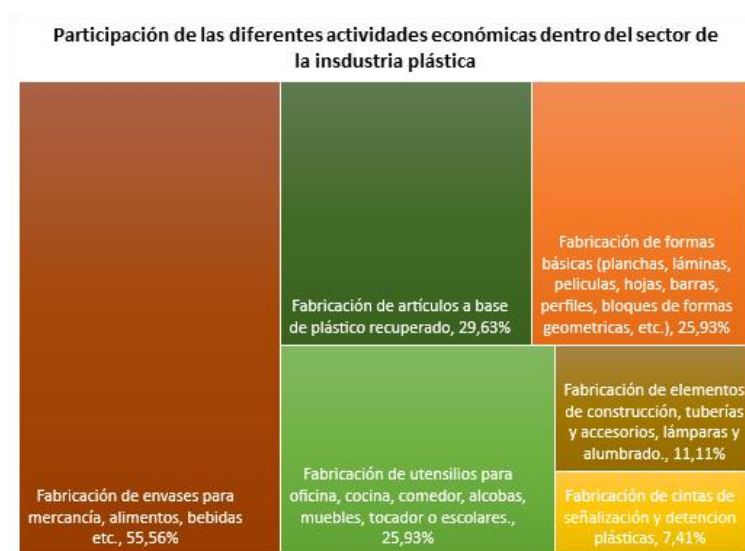 Participación de las diferentes actividades económicas dentro del sector de
la insdustria plástica
Fabricación de envases para
mercancía, alimentos, bebidas
etc., 55,56%
Fabricación de artículos a base
de plástico recuperado, 29,63%
Fabricación de formas
básicas (planchas, láminas,
peliculas, hojas, barras,
perfiles, bloques de formas
geometricas, etc.), 25,93%
Fabricación de utensilios para
oficina, cocina, comedor, alcobas,
muebles, tocador o escolares.,
25,93%
Fabricación de elementos
de construcción, tuberías
y accesorios, lámparas y
alumbrado., 11,11%
Fabricación de cintas de
señalización y detencion
plásticas, 7,41%